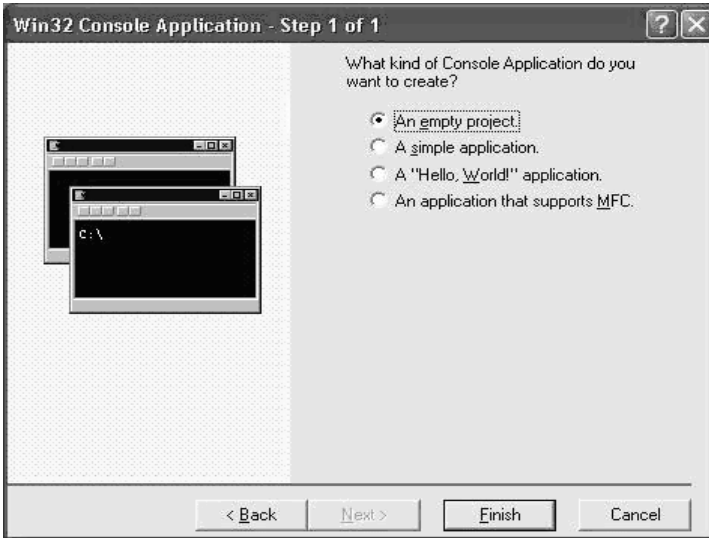 Win32 Console Application - Step 1 of 1
What kind of Console Application do you
want to create?
An empty project.
A simple application.
A "Hello, World!" application.
An application that supports MFC.
C:\
< Back
Next >
Finish
Cancel